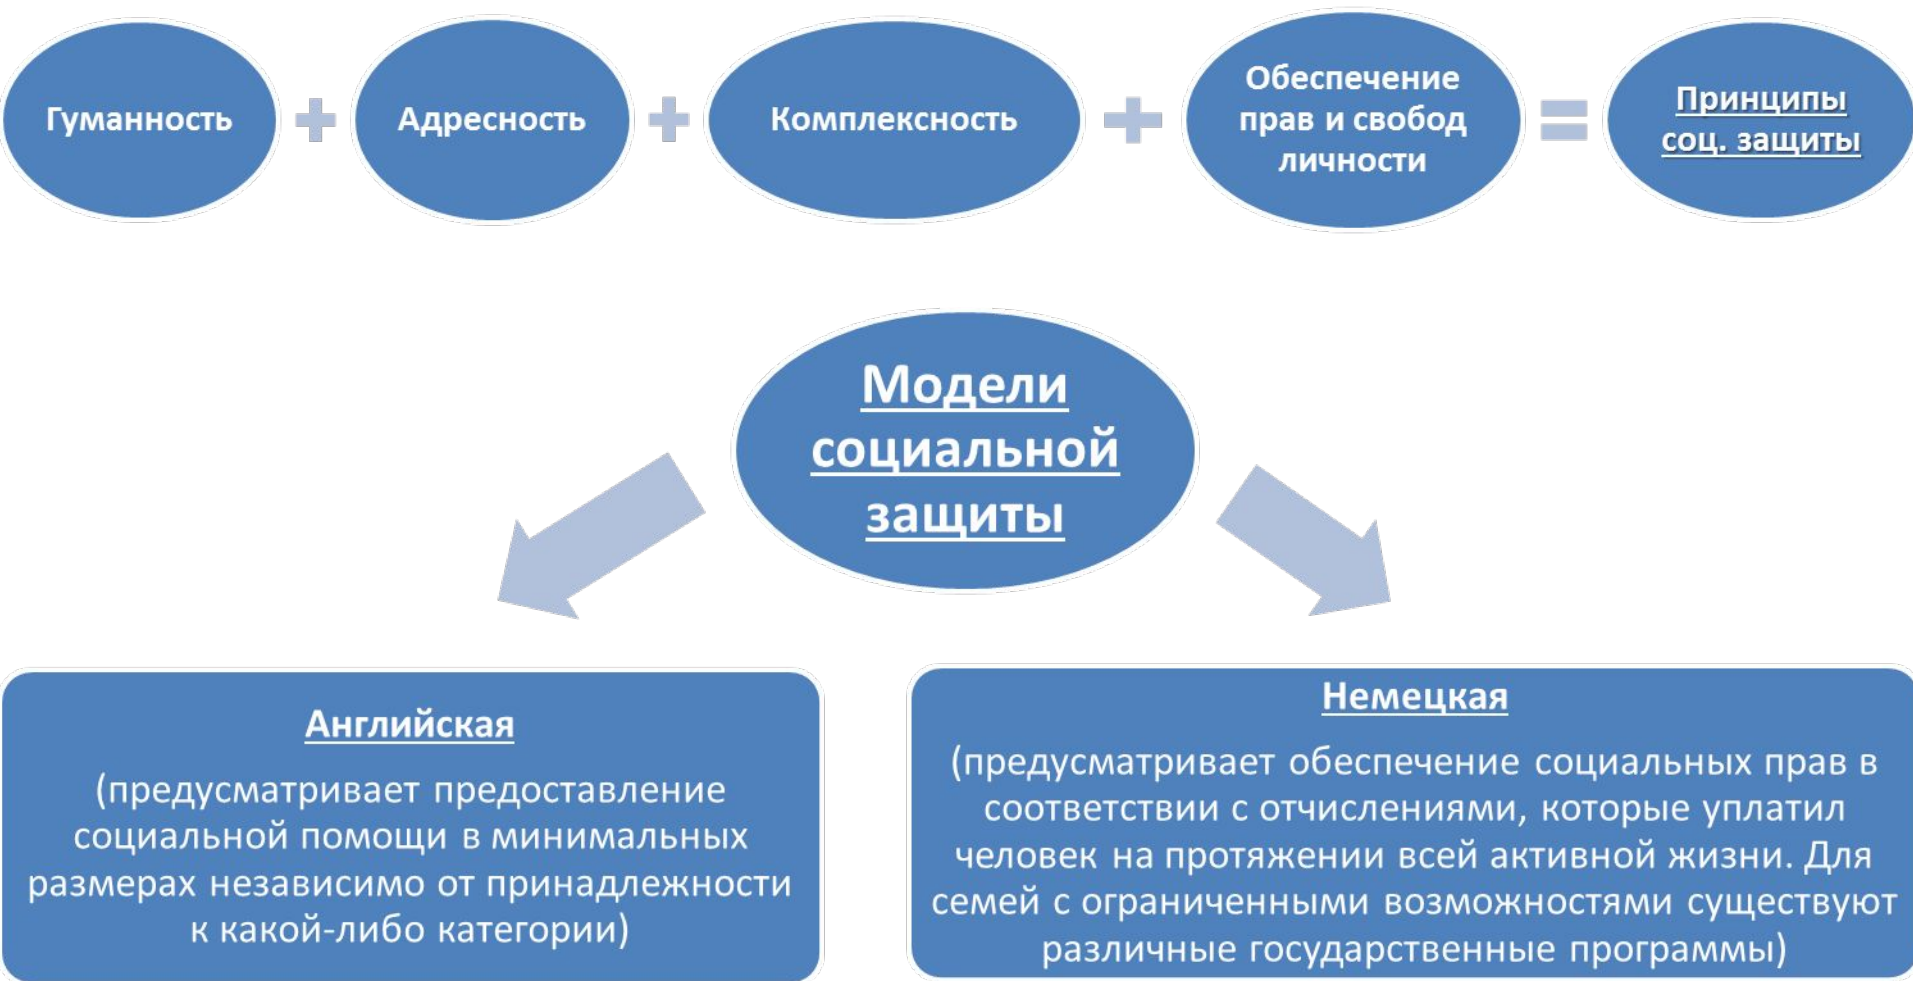 Гуманность
Адресность
Комплексность
Обеспечение
прав и свобод
личности
Принципы
соц. защиты
Модели
социальной
защиты
Английская
(предусматривает предоставление
социальной помощи в минимальных
размерах независимо от принадлежности
к какой-либо категории)
Немецкая
(предусматривает обеспечение социальных прав в
соответствии с отчислениями, которые уплатил
человек на протяжении всей активной жизни. Для
семей с ограниченными возможностями существуют
различные государственные программы)